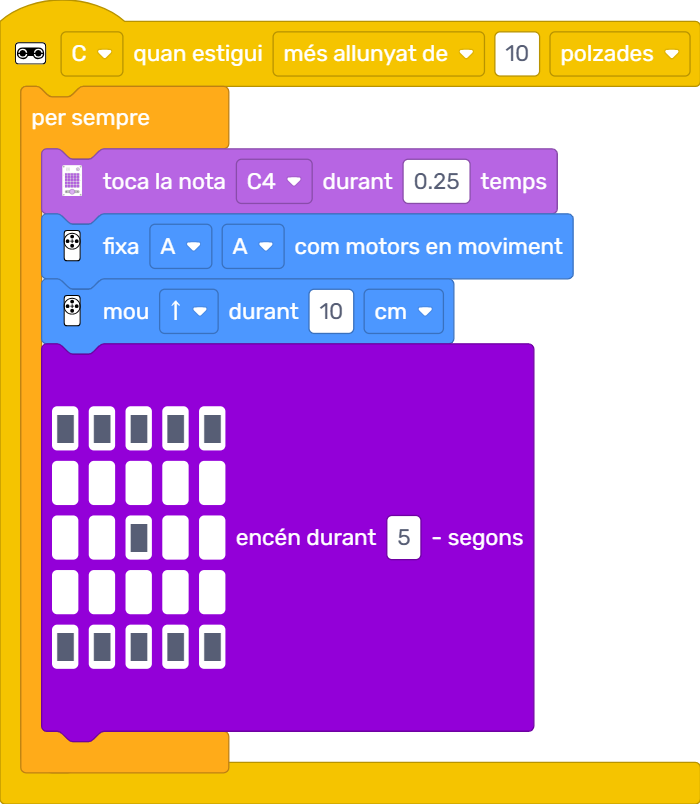 C quan estigui més allunyat de 10 polzades
per sempre
toca la nota C4 durant 0.25 temps
fixa A A com motors en moviment
mou ↑ durant 10 cm
encén durant 5 - segons